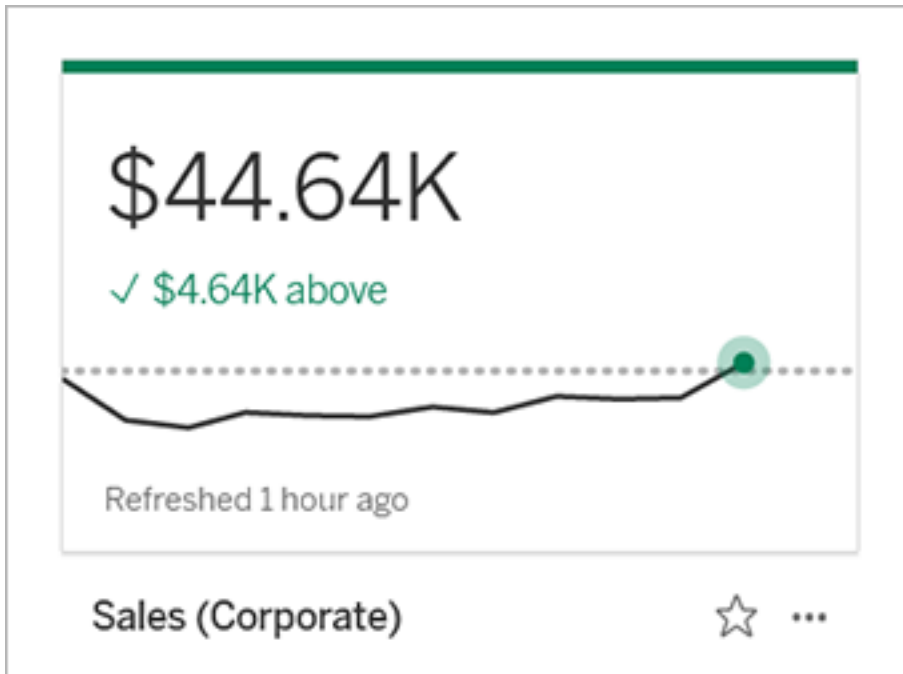 $44.64K
✓ $4.64K above
Refreshed 1 hour ago
Sales (Corporate)